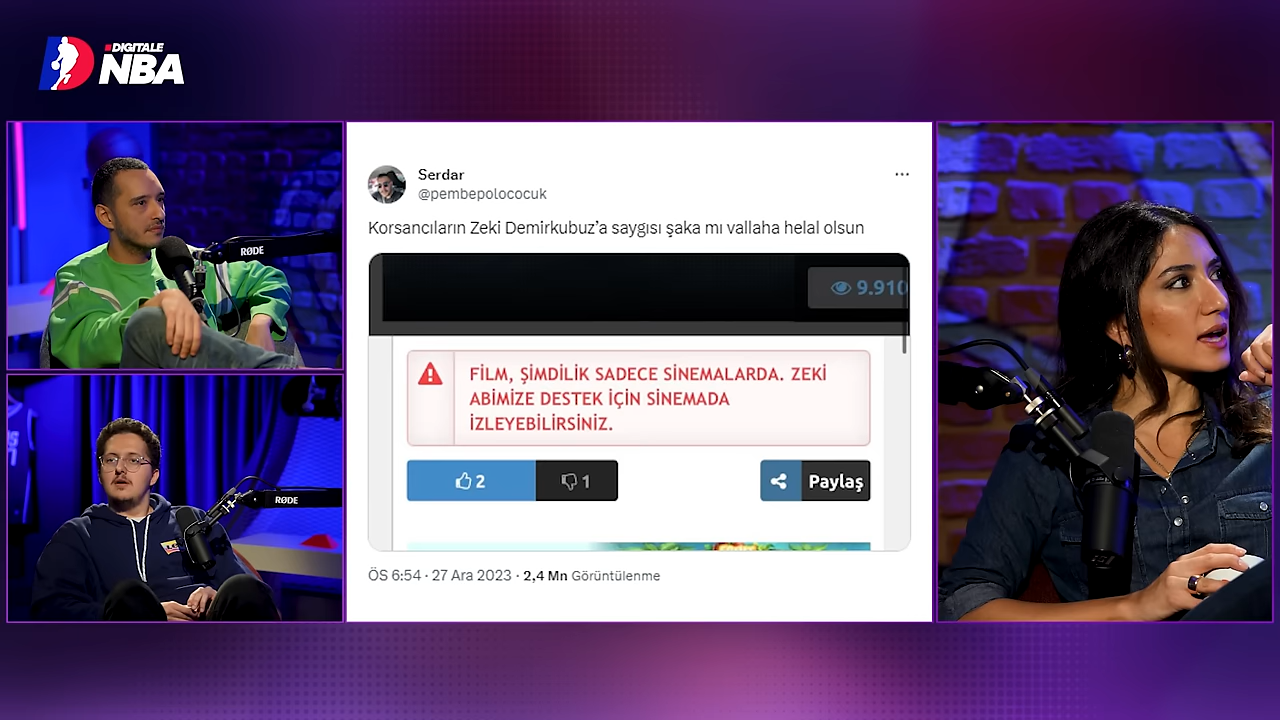 DIGITALE
NBA
Serdar
@pembepolococuk
Korsancıların Zeki Demirkubuz’a saygısı şaka mı vallaha helal olsun
9.910
FİLM, ŞİMDİLİK SADECE SİNEMALARDA. ZEKİ
ABİMİZE DESTEK İÇİN SİNEMADA
İZLEYEBİLİRSİNİZ.
2
1
Paylaş
ÖS 6:54 · 27 Ara 2023 · 2,4 Mn Görüntülenme
RØDE
RØDE